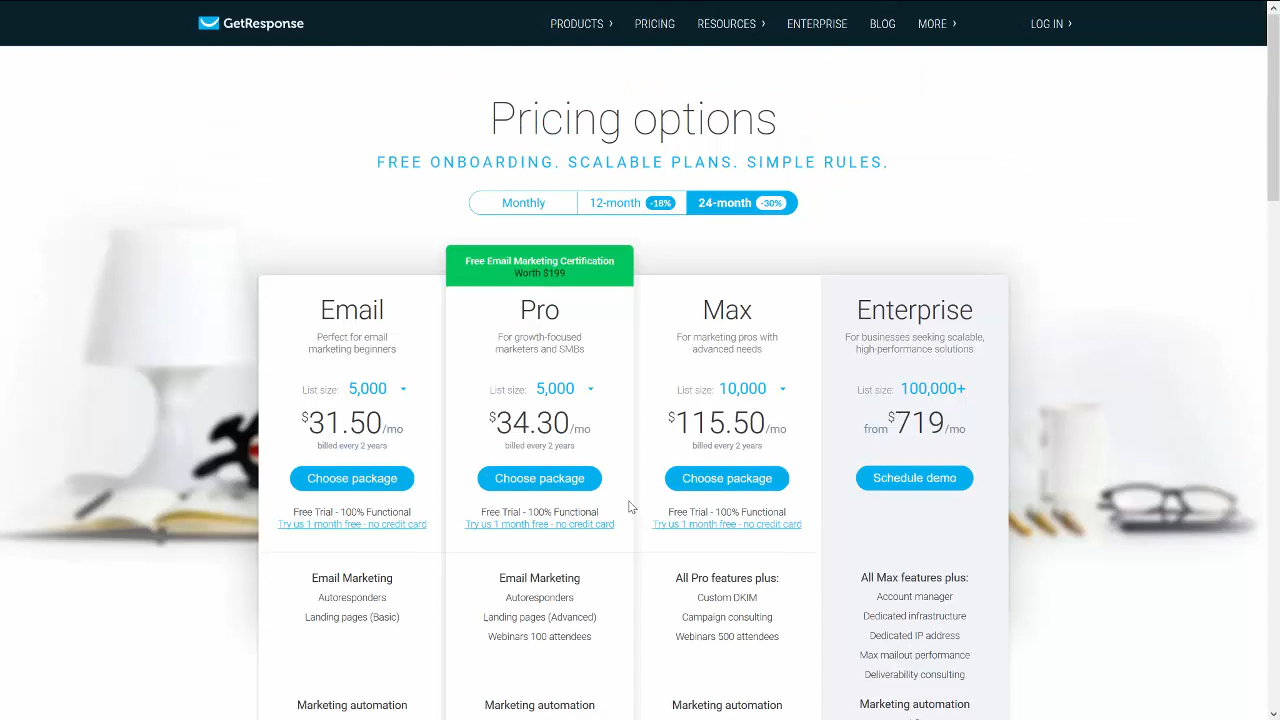 GetResponse
PRODUCTS
PRICING
RESOURCES
ENTERPRISE
BLOG
MORE
LOG IN
Pricing options
FREE ONBOARDING. SCALABLE PLANS. SIMPLE RULES.
Monthly
12-month -18%
24-month -30%
Free Email Marketing Certification
Worth $199
Email
Perfect for email
marketing beginners
List size: 5,000
$31.50/mo
billed every 2 years
Choose package
Free Trial - 100% Functional
Try us 1 month free - no credit card
Email Marketing
Autoresponders
Landing pages (Basic)
Marketing automation
Pro
For growth-focused
marketers and SMBs
List size: 5,000
$34.30/mo
billed every 2 years
Choose package
Free Trial - 100% Functional
Try us 1 month free - no credit card
Email Marketing
Autoresponders
Landing pages (Advanced)
Webinars 100 attendees
Marketing automation
Max
For marketing pros with
advanced needs
List size: 10,000
$115.50/mo
billed every 2 years
Choose package
Free Trial - 100% Functional
Try us 1 month free - no credit card
All Pro features plus:
Custom DKIM
Campaign consulting
Webinars 500 attendees
Marketing automation
Enterprise
For businesses seeking scalable,
high-performance solutions
List size: 100,000+
from $719/mo
Schedule demo
All Max features plus:
Account manager
Dedicated infrastructure
Dedicated IP address
Max mailout performance
Deliverability consulting
Marketing automation